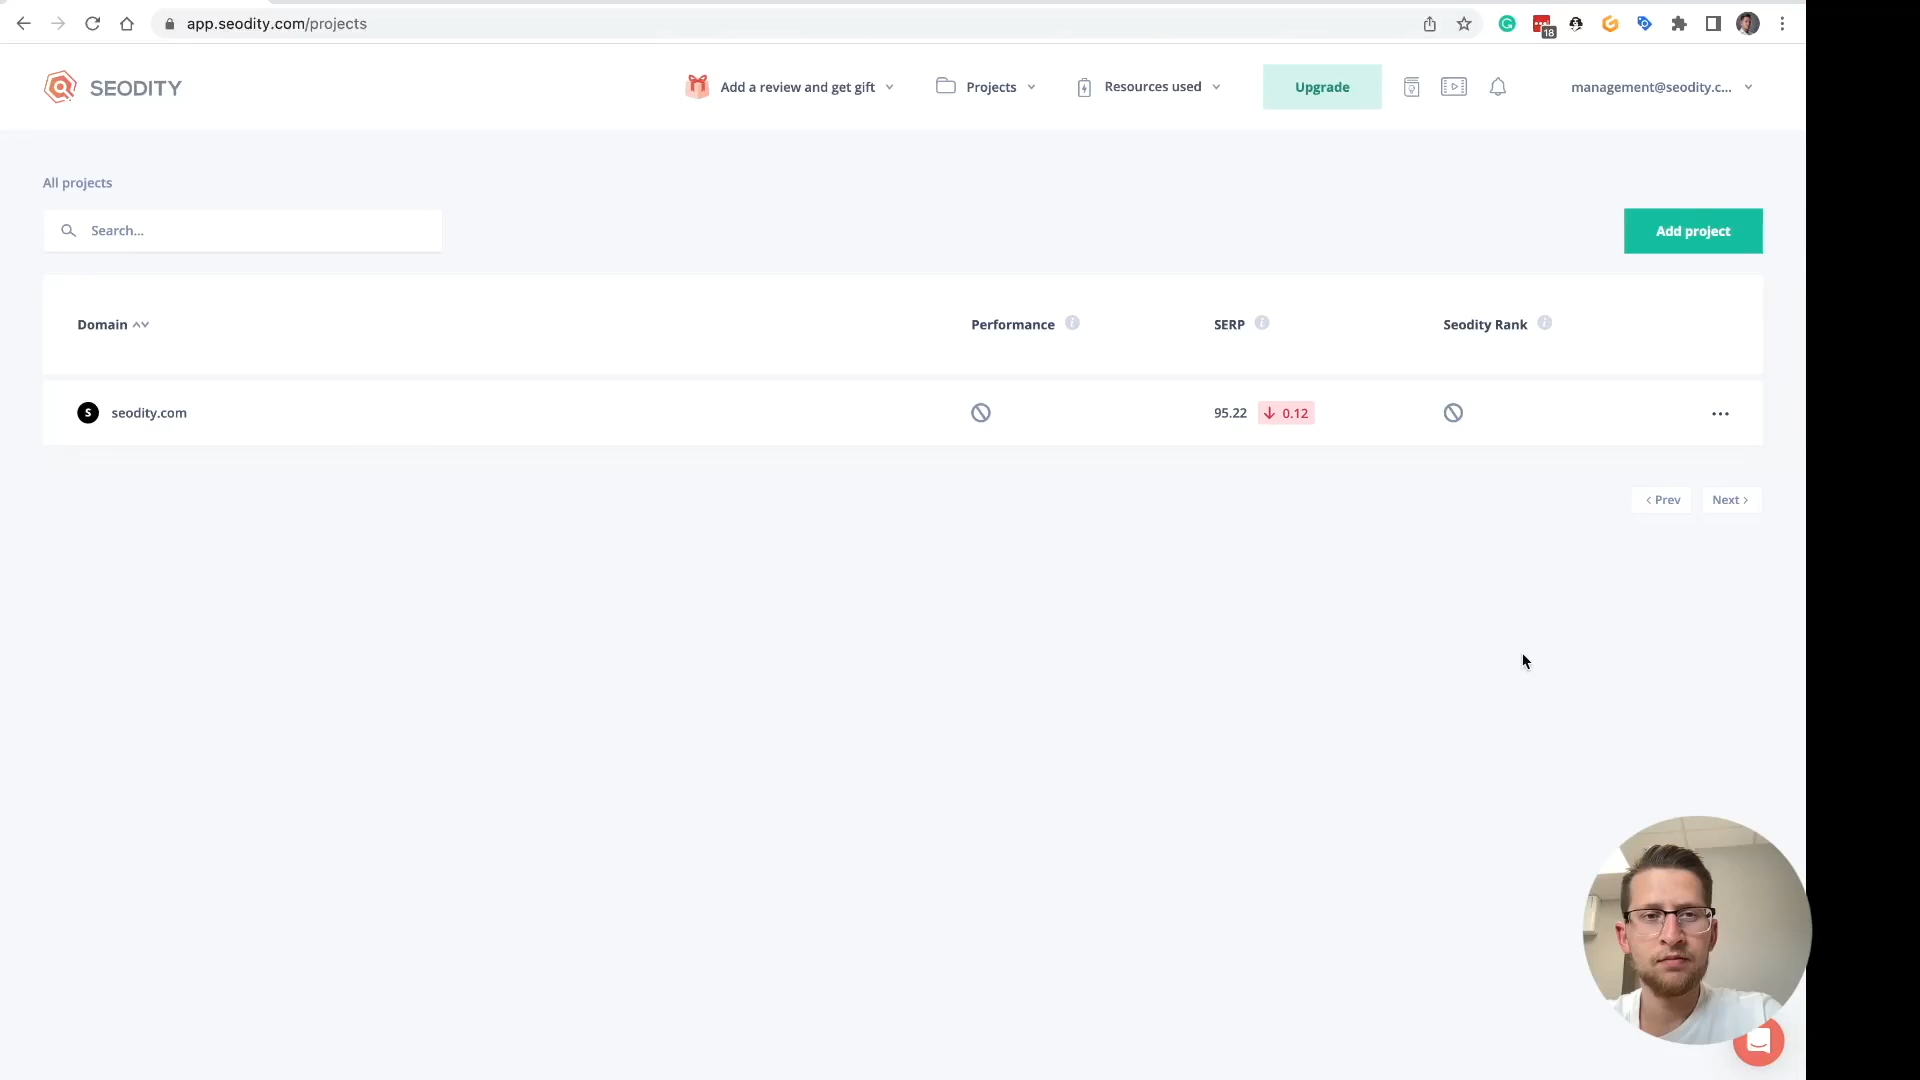 app.seodity.com/projects
18
SEODITY
Add a review and get gift
Projects
Resources used
Upgrade
management@seodity.c...
All projects
Search...
Add project
Domain
Performance
SERP
Seodity Rank
S
seodity.com
95.22
0.12
Prev
Next